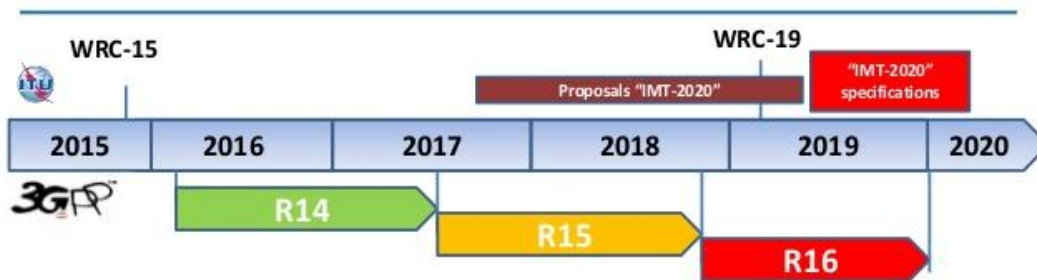 WRC-15
WRC-19
ITU
Proposals “IMT-2020”
“IMT-2020”
specifications
2015
2016
2017
2018
2019
2020
3GPP
R14
R15
R16